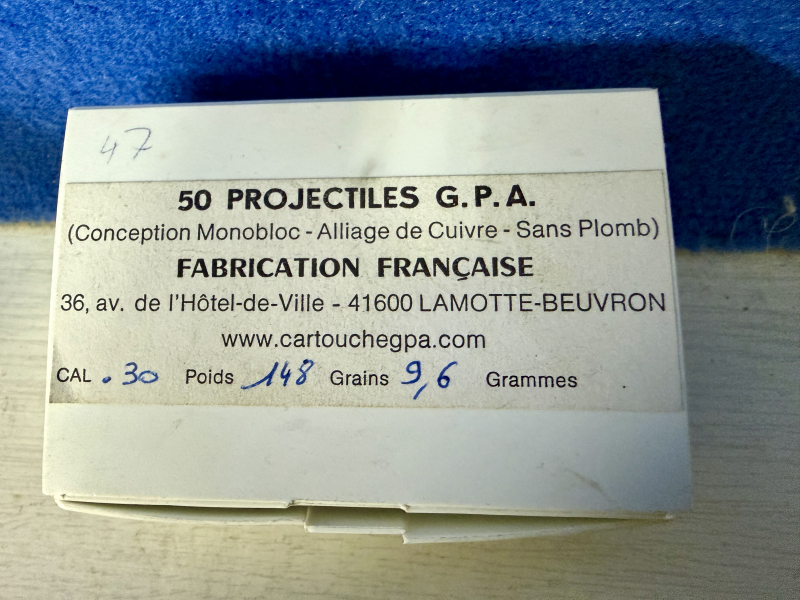 47
50 PROJECTILES G.P.A.
(Conception Monobloc - Alliage de Cuivre - Sans Plomb)
FABRICATION FRANÇAISE
36, av. de l'Hôtel-de-Ville - 41600 LAMOTTE-BEUVRON
www.cartouchegpa.com
CAL .30 Poids 148 Grains 9,6 Grammes